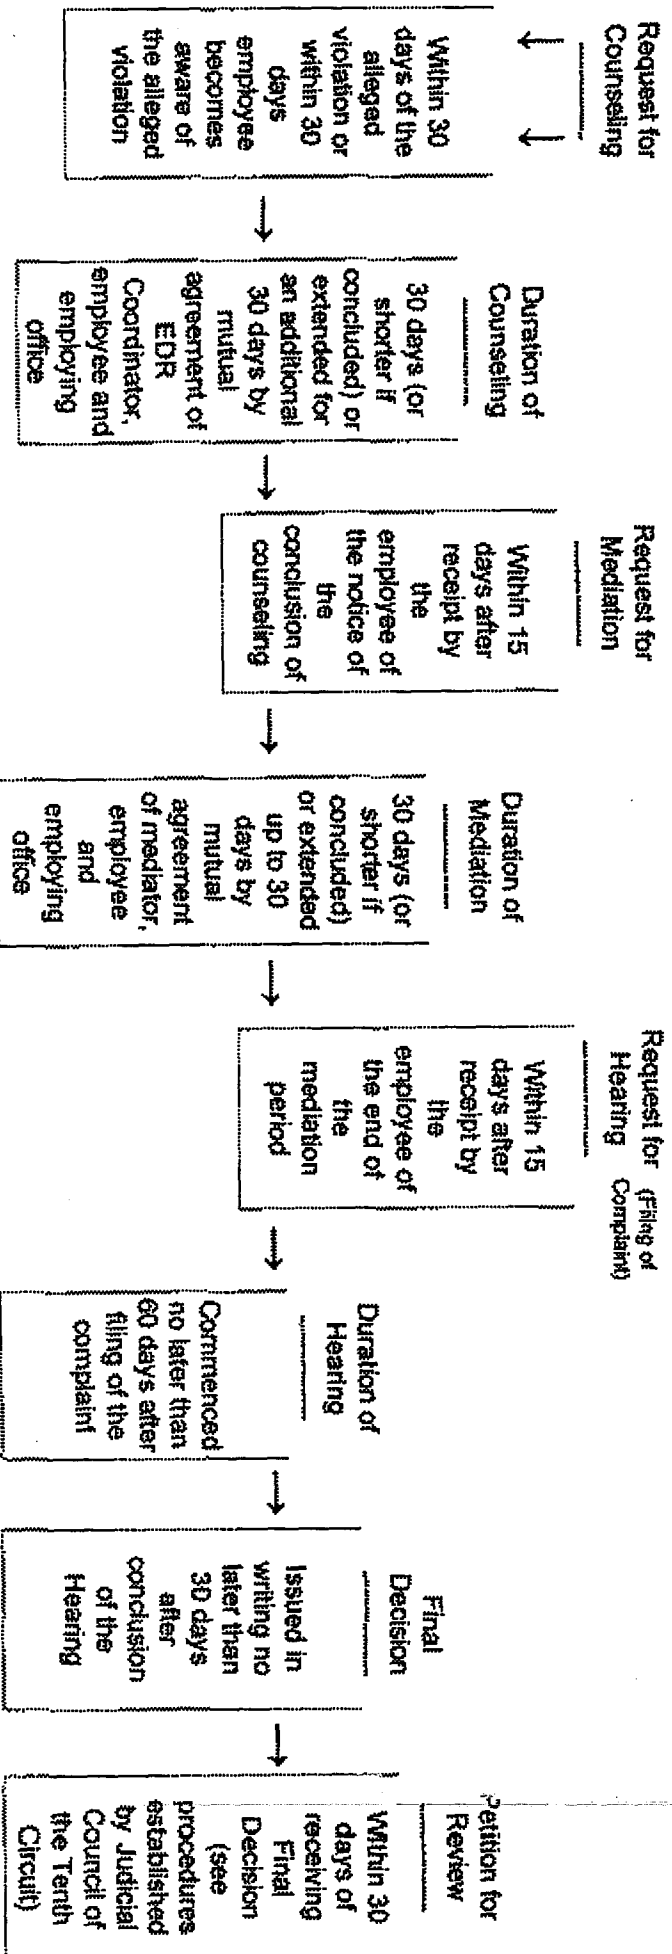 Request for
Counseling
Within 30
days of the
alleged
violation or
within 30
days
employee
becomes
aware of
the alleged
violation
Duration of
Counseling
30 days (or
shorter if
concluded) or
extended for
an additional
30 days by
mutual
agreement of
EDR
Coordinator,
employee and
employing
office
Request for
Mediation
Within 15
days after
receipt by
the
employee of
the notice of
the
conclusion of
counseling
Duration of
Mediation
30 days (or
shorter if
concluded)
or extended
up to 30
days by
mutual
agreement
of mediator,
employee
and
employing
office
Request for
Hearing
(Filing of
Complaint)
Within 15
days after
receipt by
the
employee of
the end of
the
mediation
period
Duration of
Hearing
Commenced
no later than
60 days after
filing of the
complaint
Final
Decision
Issued in
writing no
later than
30 days
after
conclusion
of the
Hearing
Petition for
Review
Within 30
days of
receiving
Final
Decision
(see
procedures
established
by Judicial
Council of
the Tenth
Circuit)